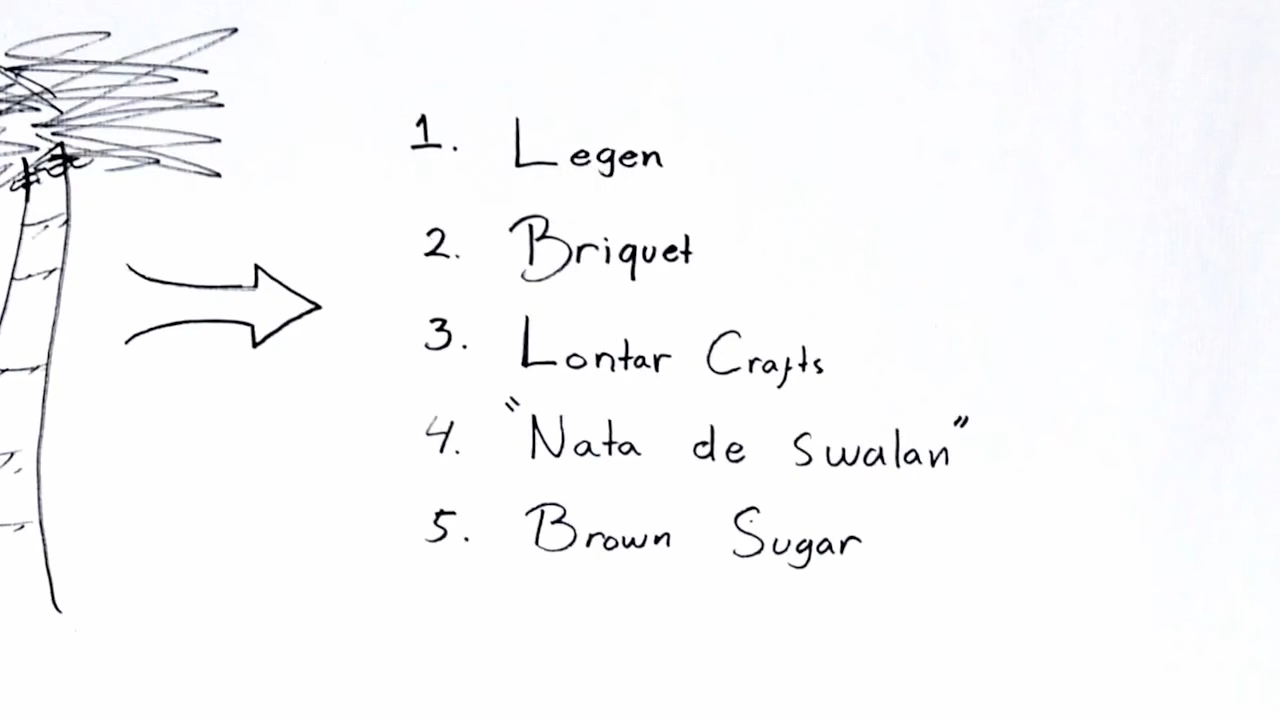 1. Legen
2. Briquet
3. Lontar Crafts
4. "Nata de swalan"
5. Brown Sugar